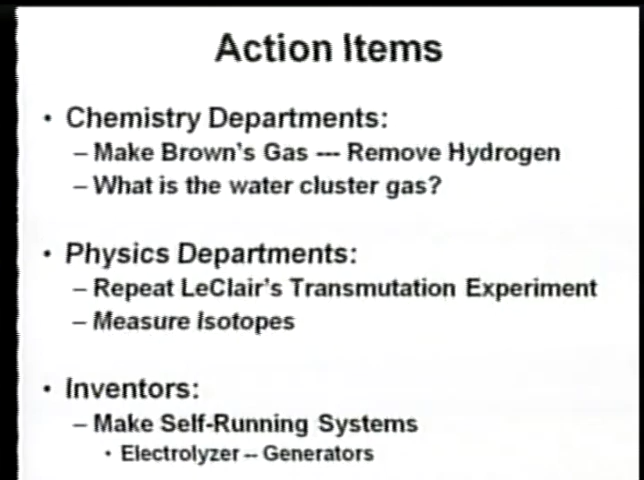 Action Items
• Chemistry Departments:
– Make Brown's Gas --- Remove Hydrogen
– What is the water cluster gas?
• Physics Departments:
– Repeat LeClair's Transmutation Experiment
– Measure Isotopes
• Inventors:
– Make Self-Running Systems
• Electrolyzer -- Generators